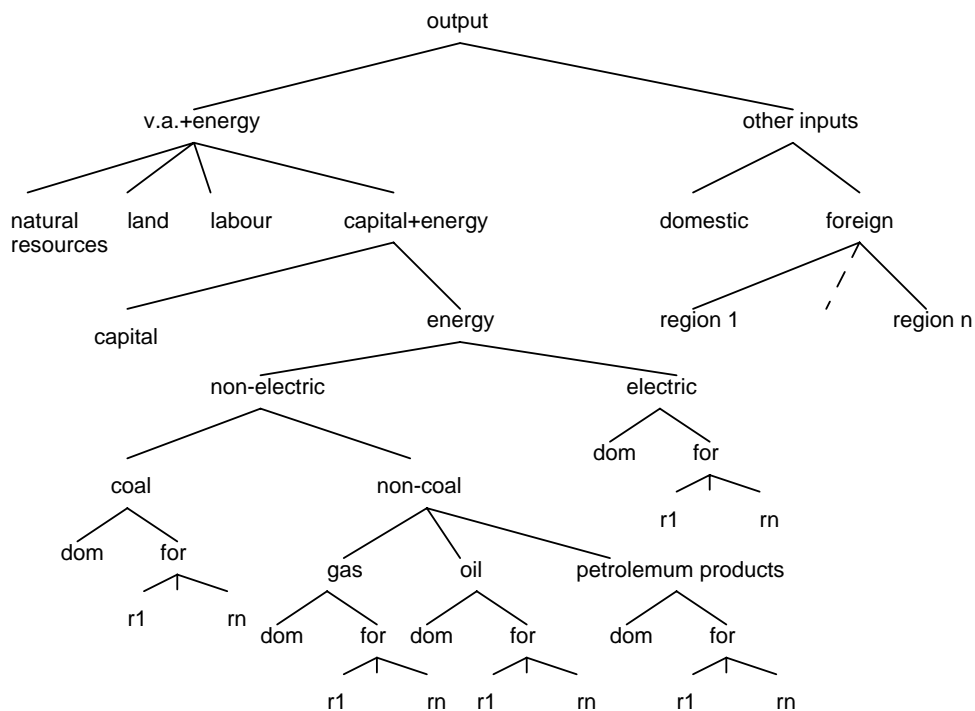 output
v.a.+energy
other inputs
natural
resources
land
labour
capital+energy
domestic
foreign
capital
energy
region 1
region n
non-electric
electric
dom
for
coal
non-coal
r1
rn
dom
for
gas
oil
petrolemum products
r1
rn
dom
for
dom
for
dom
for
r1
rn
r1
rn
r1
rn